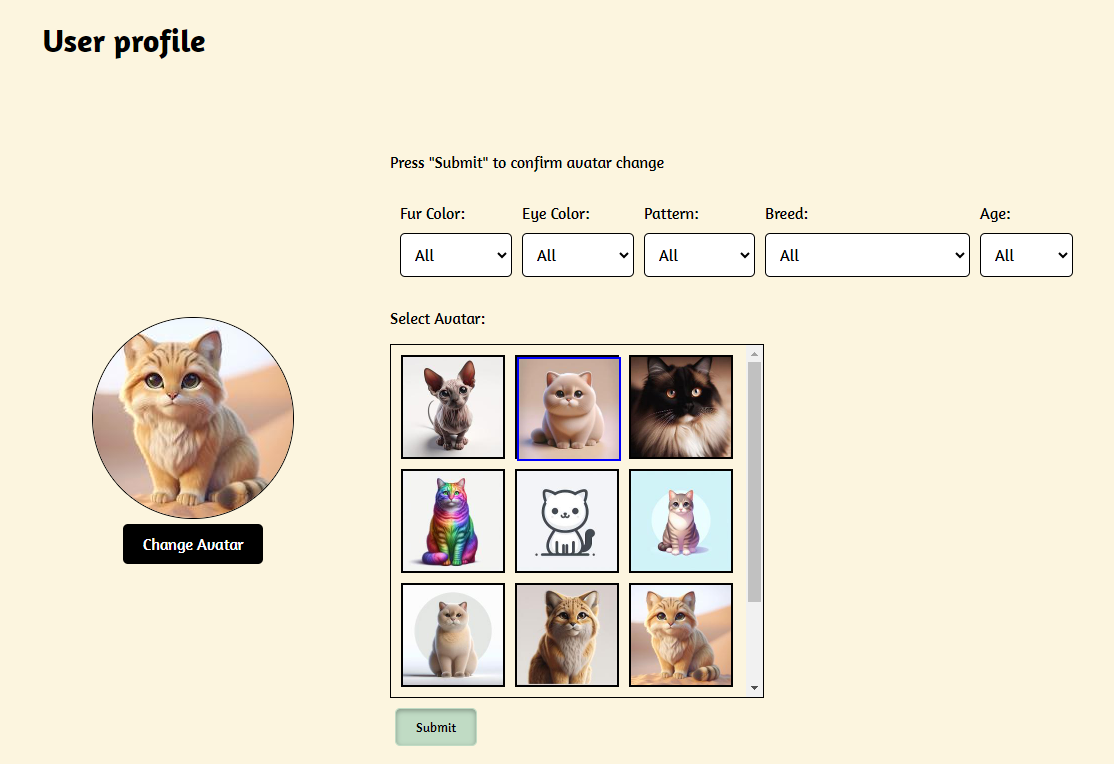 User profile
Press "Submit" to confirm avatar change
Fur Color: Eye Color: Pattern: Breed: Age:
All All All All All
Select Avatar:
Change Avatar
Submit